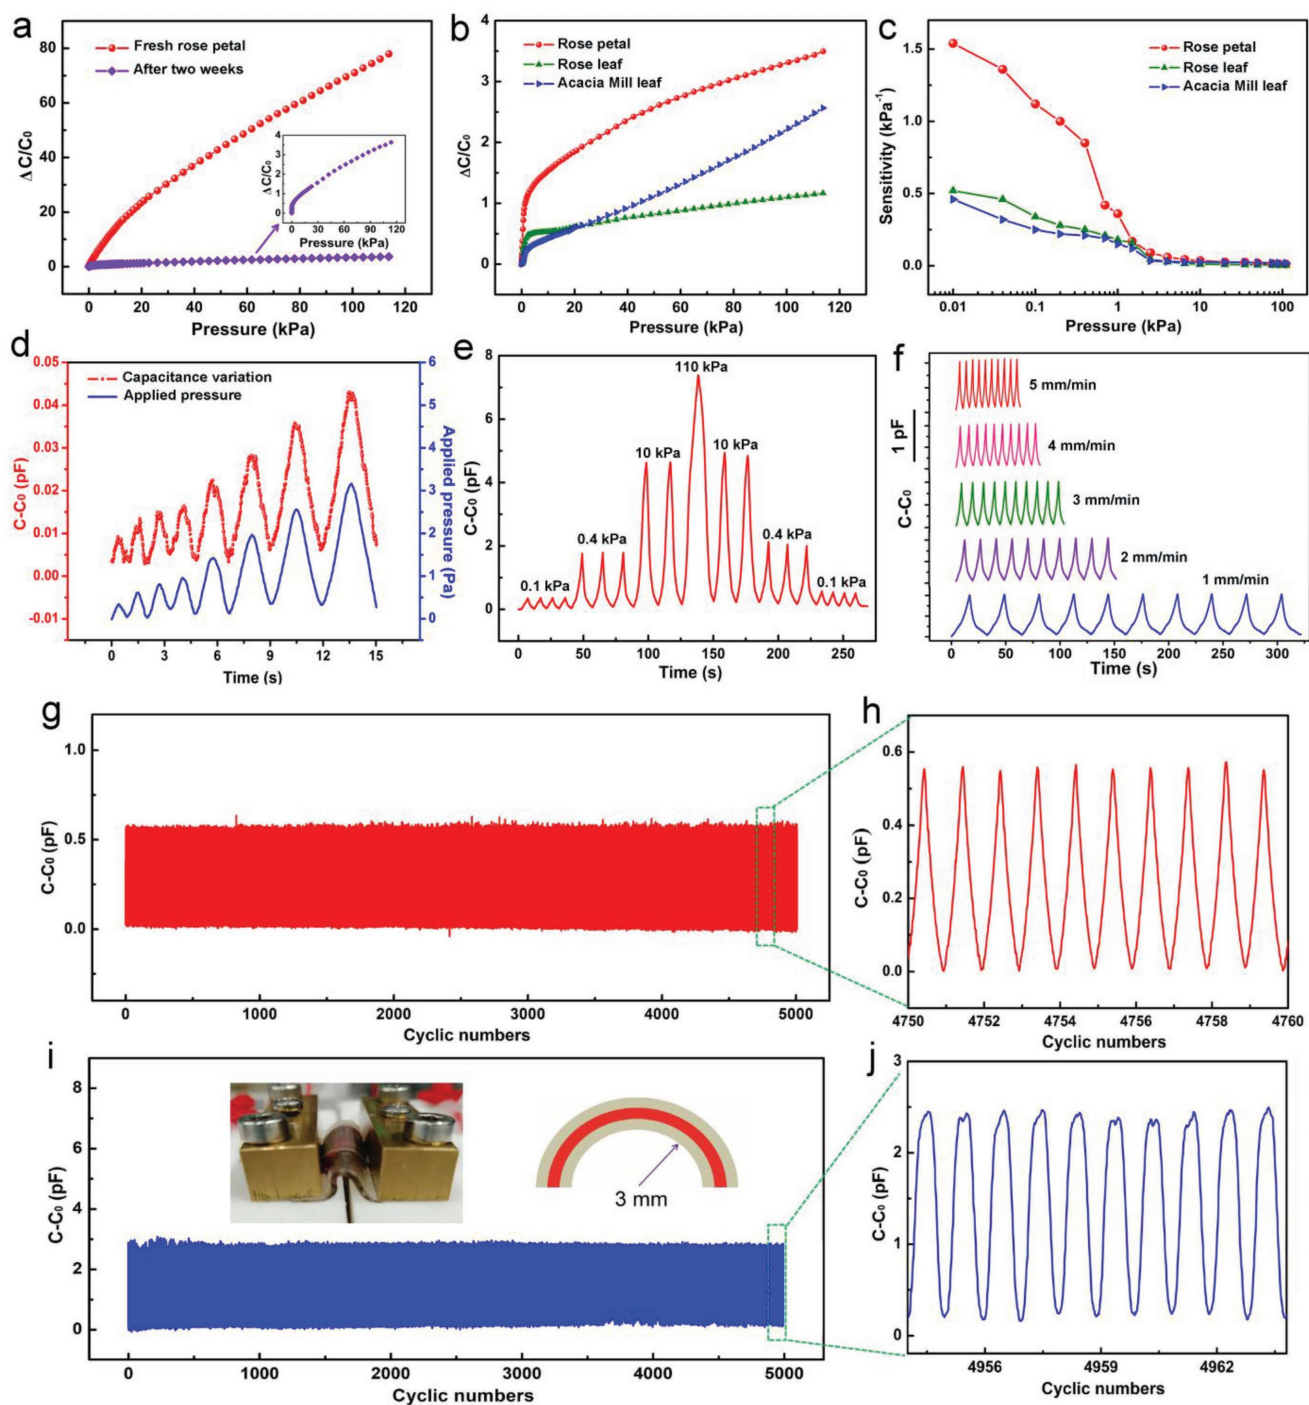 a
80
60
40
20
0
ΔC/C₀
Fresh rose petal
After two weeks
4
3
2
1
0
ΔC/C₀
0 30 60 90 120
Pressure (kPa)
0 20 40 60 80 100 120
Pressure (kPa)
b
4
3
2
1
0
ΔC/C₀
Rose petal
Rose leaf
Acacia Mill leaf
0 20 40 60 80 100 120
Pressure (kPa)
c
1.5
1.0
0.5
0.0
Sensitivity (kPa⁻¹)
Rose petal
Rose leaf
Acacia Mill leaf
0.01 0.1 1 10 100
Pressure (kPa)
d
0.05
0.04
0.03
0.02
0.01
0.00
-0.01
C-C₀ (pF)
Capacitance variation
Applied pressure
6
5
4
3
2
1
0
Applied pressure (Pa)
0 3 6 9 12 15
Time (s)
e
8
6
4
2
0
C-C₀ (pF)
110 kPa
10 kPa
10 kPa
0.4 kPa
0.4 kPa
0.1 kPa
0.1 kPa
0 50 100 150 200 250
Time (s)
f
1 pF
C-C₀
5 mm/min
4 mm/min
3 mm/min
2 mm/min
1 mm/min
0 50 100 150 200 250 300
Time (s)
g
1.0
0.5
0.0
C-C₀ (pF)
0 1000 2000 3000 4000 5000
Cyclic numbers
h
0.6
0.4
0.2
0.0
C-C₀ (pF)
4750 4752 4754 4756 4758 4760
Cyclic numbers
i
8
6
4
2
0
C-C₀ (pF)
3 mm
0 1000 2000 3000 4000 5000
Cyclic numbers
j
3
2
1
0
C-C₀ (pF)
4956 4959 4962
Cyclic numbers